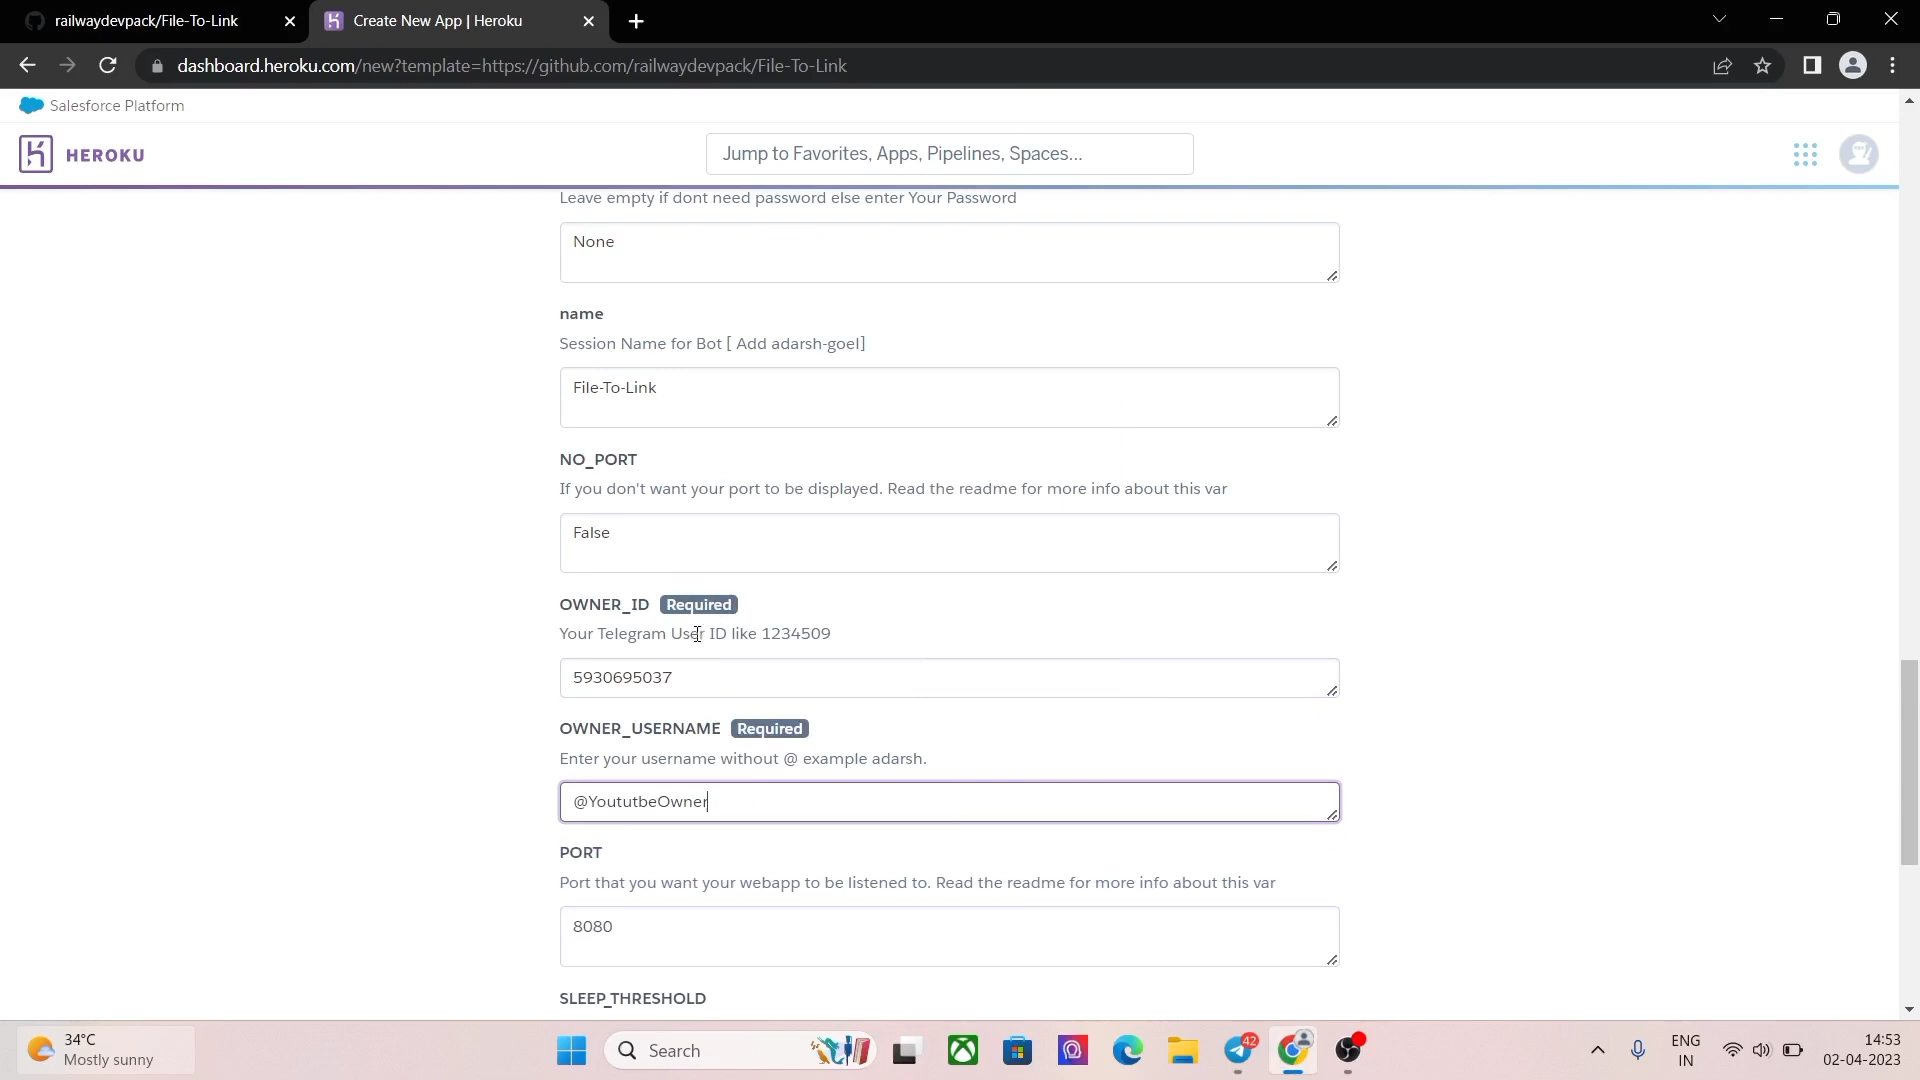 railwaydevpack/File-To-Link
Create New App | Heroku
dashboard.heroku.com/new?template=https://github.com/railwaydevpack/File-To-Link
Salesforce Platform
HEROKU
Jump to Favorites, Apps, Pipelines, Spaces...
Leave empty if dont need password else enter Your Password
None
name
Session Name for Bot [ Add adarsh-goel]
File-To-Link
NO_PORT
If you don't want your port to be displayed. Read the readme for more info about this var
False
OWNER_ID Required
Your Telegram User ID like 1234509
5930695037
OWNER_USERNAME Required
Enter your username without @ example adarsh.
@YoututbeOwner
PORT
Port that you want your webapp to be listened to. Read the readme for more info about this var
8080
SLEEP_THRESHOLD
34°C
Mostly sunny
Search
42
ENG
IN
14:53
02-04-2023